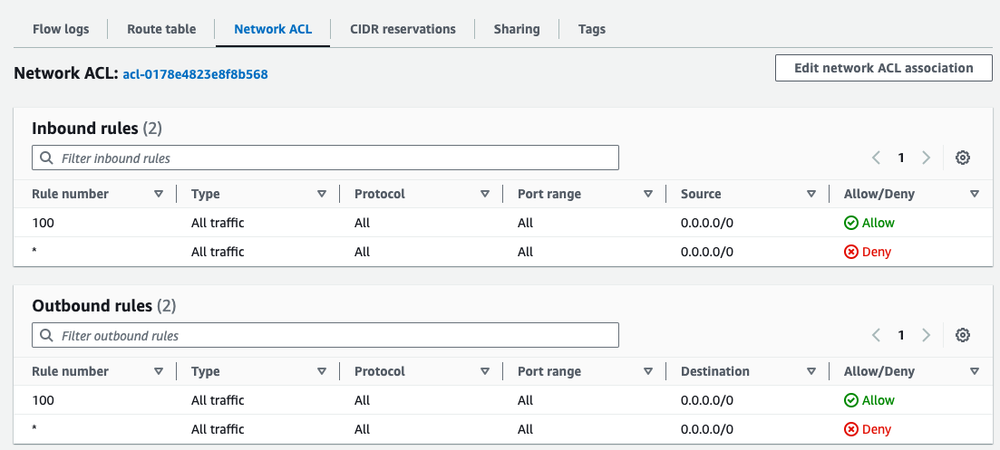 Flow logs Route table Network ACL CIDR reservations Sharing Tags
Network ACL: acl-0178e4823e8f8b568 Edit network ACL association
Inbound rules (2)
Filter inbound rules 1
Rule number Type Protocol Port range Source Allow/Deny
100 All traffic All All 0.0.0.0/0 Allow
* All traffic All All 0.0.0.0/0 Deny
Outbound rules (2)
Filter outbound rules 1
Rule number Type Protocol Port range Destination Allow/Deny
100 All traffic All All 0.0.0.0/0 Allow
* All traffic All All 0.0.0.0/0 Deny